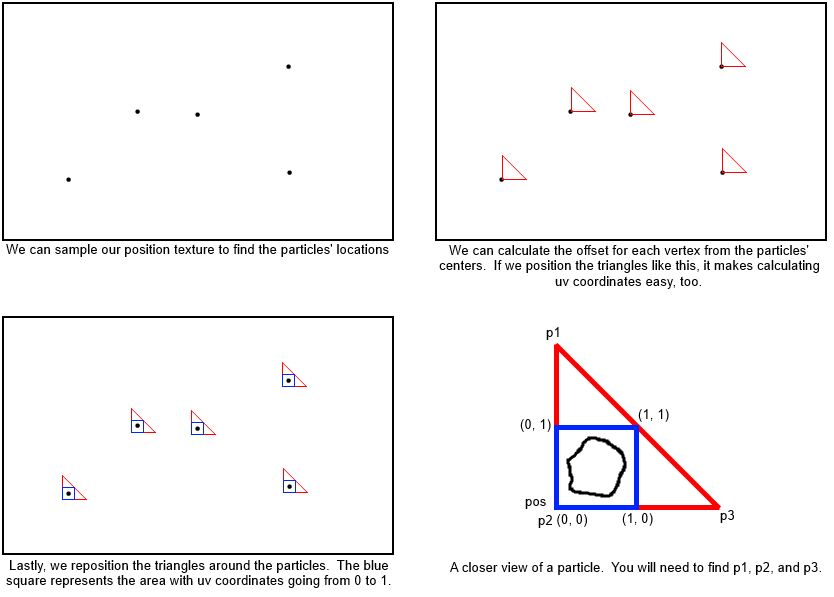 We can sample our position texture to find the particles' locations
We can calculate the offset for each vertex from the particles'
centers.  If we position the triangles like this, it makes calculating
uv coordinates easy, too.
Lastly, we reposition the triangles around the particles.  The blue
square represents the area with uv coordinates going from 0 to 1.
p1
(0, 1)
(1, 1)
pos
p2 (0, 0)
(1, 0)
p3
A closer view of a particle.  You will need to find p1, p2, and p3.